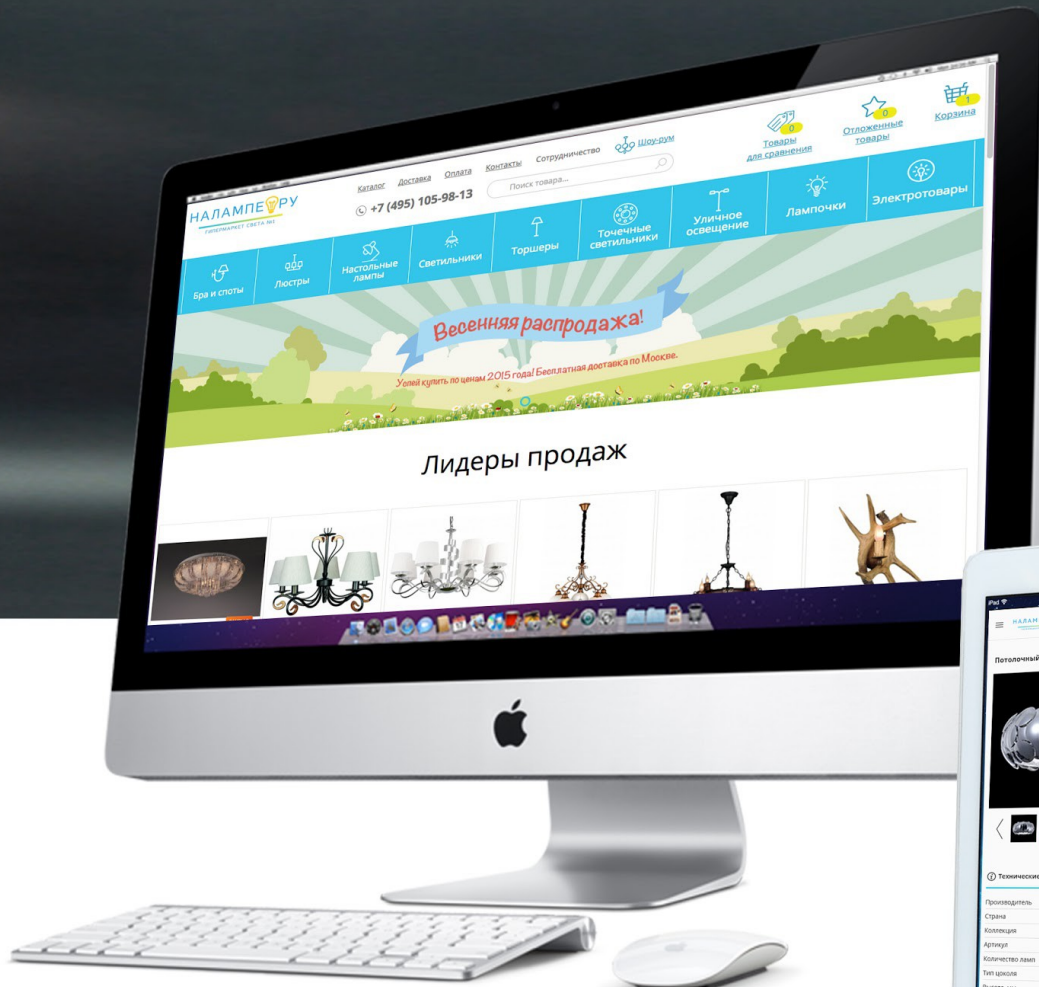 Каталог Доставка Оплата Контакты Сотрудничество Шоу-рум
НАЛАМПЕ РУ
ГИПЕРМАРКЕТ СВЕТА №1
+7 (495) 105-98-13
Поиск товара...
0
Товары
для сравнения
0
Отложенные
товары
1
Корзина
Бра и споты
Люстры
Настольные
лампы
Светильники
Торшеры
Точечные
светильники
Уличное
освещение
Лампочки
Электротовары
Весенняя распродажа!
Успей купить по ценам 2015 года! Бесплатная доставка по Москве.
Лидеры продаж
iPad
НАЛАМ
Потолочный
Технические
Производитель
Страна
Коллекция
Артикул
Количество ламп
Тип цоколя